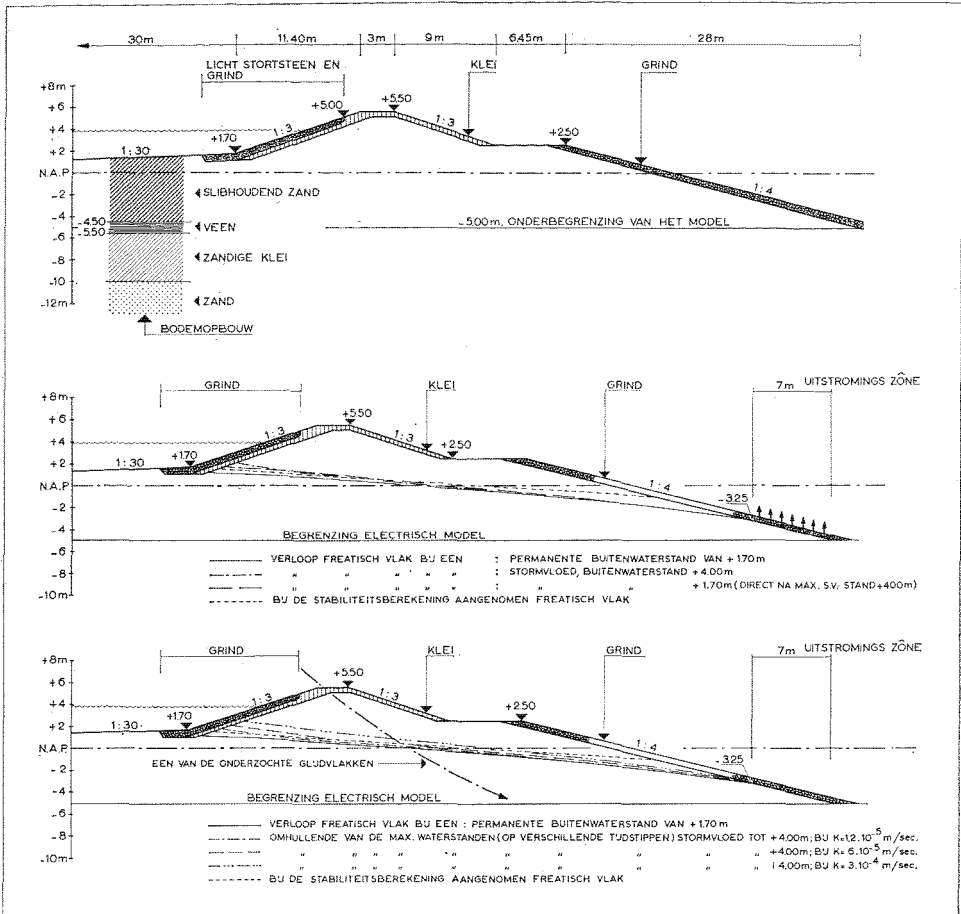 30m 11.40m 3m 9m 6.45m 28m
LICHT STORTSTEEN EN
GRIND KLEI GRIND
+8m
+6 +5.00 +5.50
+4 1:3 1:3
+2 1:30 +1.70 +2.50
N.A.P.
-2 SLIBHOUDEND ZAND 1:4
-4 -4.50
VEEN -5.00m, ONDERBEGRENZING VAN HET MODEL
-6 -5.50
-8 ZANDIGE KLEI
-10
-12m ZAND
BODEMOPBOUW
GRIND KLEI GRIND 7m UITSTROMINGS ZÔNE
+8m
+6 +5.50
+4 1:3 1:3
+2 1:30 +1.70 +2.50
N.A.P. 1:4
-2 -3.25
-4
BEGRENZING ELECTRISCH MODEL
-6 VERLOOP FREATISCH VLAK BIJ EEN : PERMANENTE BUITENWATERSTAND VAN +1.70m
-8 " " " " " : STORMVLOED, BUITENWATERSTAND +4.00m
" " " " " : " " +1.70m (DIRECT NA MAX. S.V. STAND +400m)
-10m BIJ DE STABILITEITSBEREKENING AANGENOMEN FREATISCH VLAK
GRIND KLEI GRIND 7m UITSTROMINGS ZÔNE
+8m
+6 +5.50
+4 1:3 1:3
+2 1:30 +1.70 +2.50
N.A.P. 1:4
-2 EEN VAN DE ONDERZOCHTE GLIJDVLAKKEN -3.25
-4 BEGRENZING ELECTRISCH MODEL
-6 VERLOOP FREATISCH VLAK BIJ EEN : PERMANENTE BUITENWATERSTAND VAN +1.70 m
OMHULLENDE VAN DE MAX. WATERSTANDEN (OP VERSCHILLENDE TIJDSTIPPEN) STORMVLOED TOT +4.00m; BIJ K=1,2.10⁻⁵ m/sec.
-8 " " " " " " " " " " +4.00m; BIJ K= 6.10⁻⁵ m/sec.
" " " " " " " " " " +4.00m; BIJ K= 3.10⁻⁴ m/sec.
-10m BIJ DE STABILITEITSBEREKENING AANGENOMEN FREATISCH VLAK